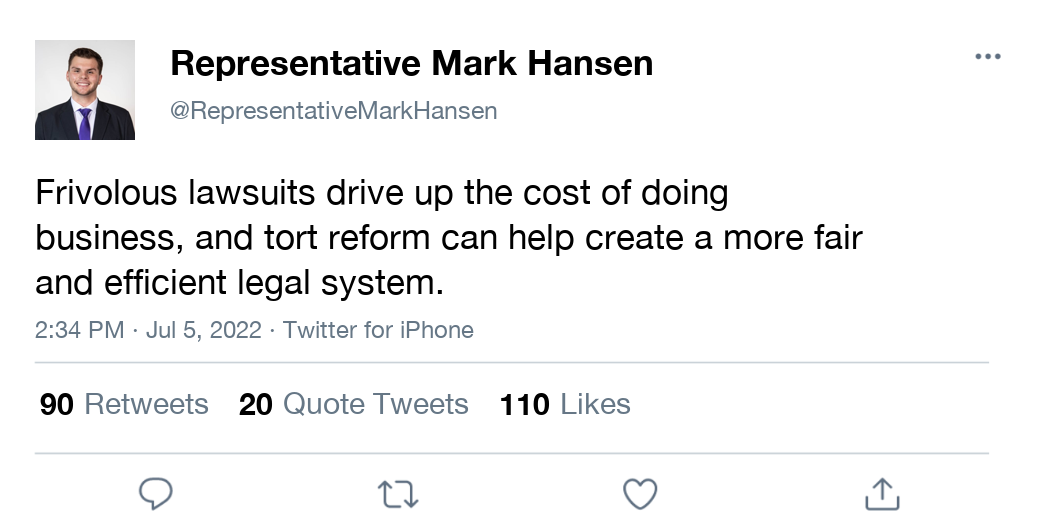 Representative Mark Hansen
@RepresentativeMarkHansen
Frivolous lawsuits drive up the cost of doing
business, and tort reform can help create a more fair
and efficient legal system.
2:34 PM · Jul 5, 2022 · Twitter for iPhone
90 Retweets 20 Quote Tweets 110 Likes